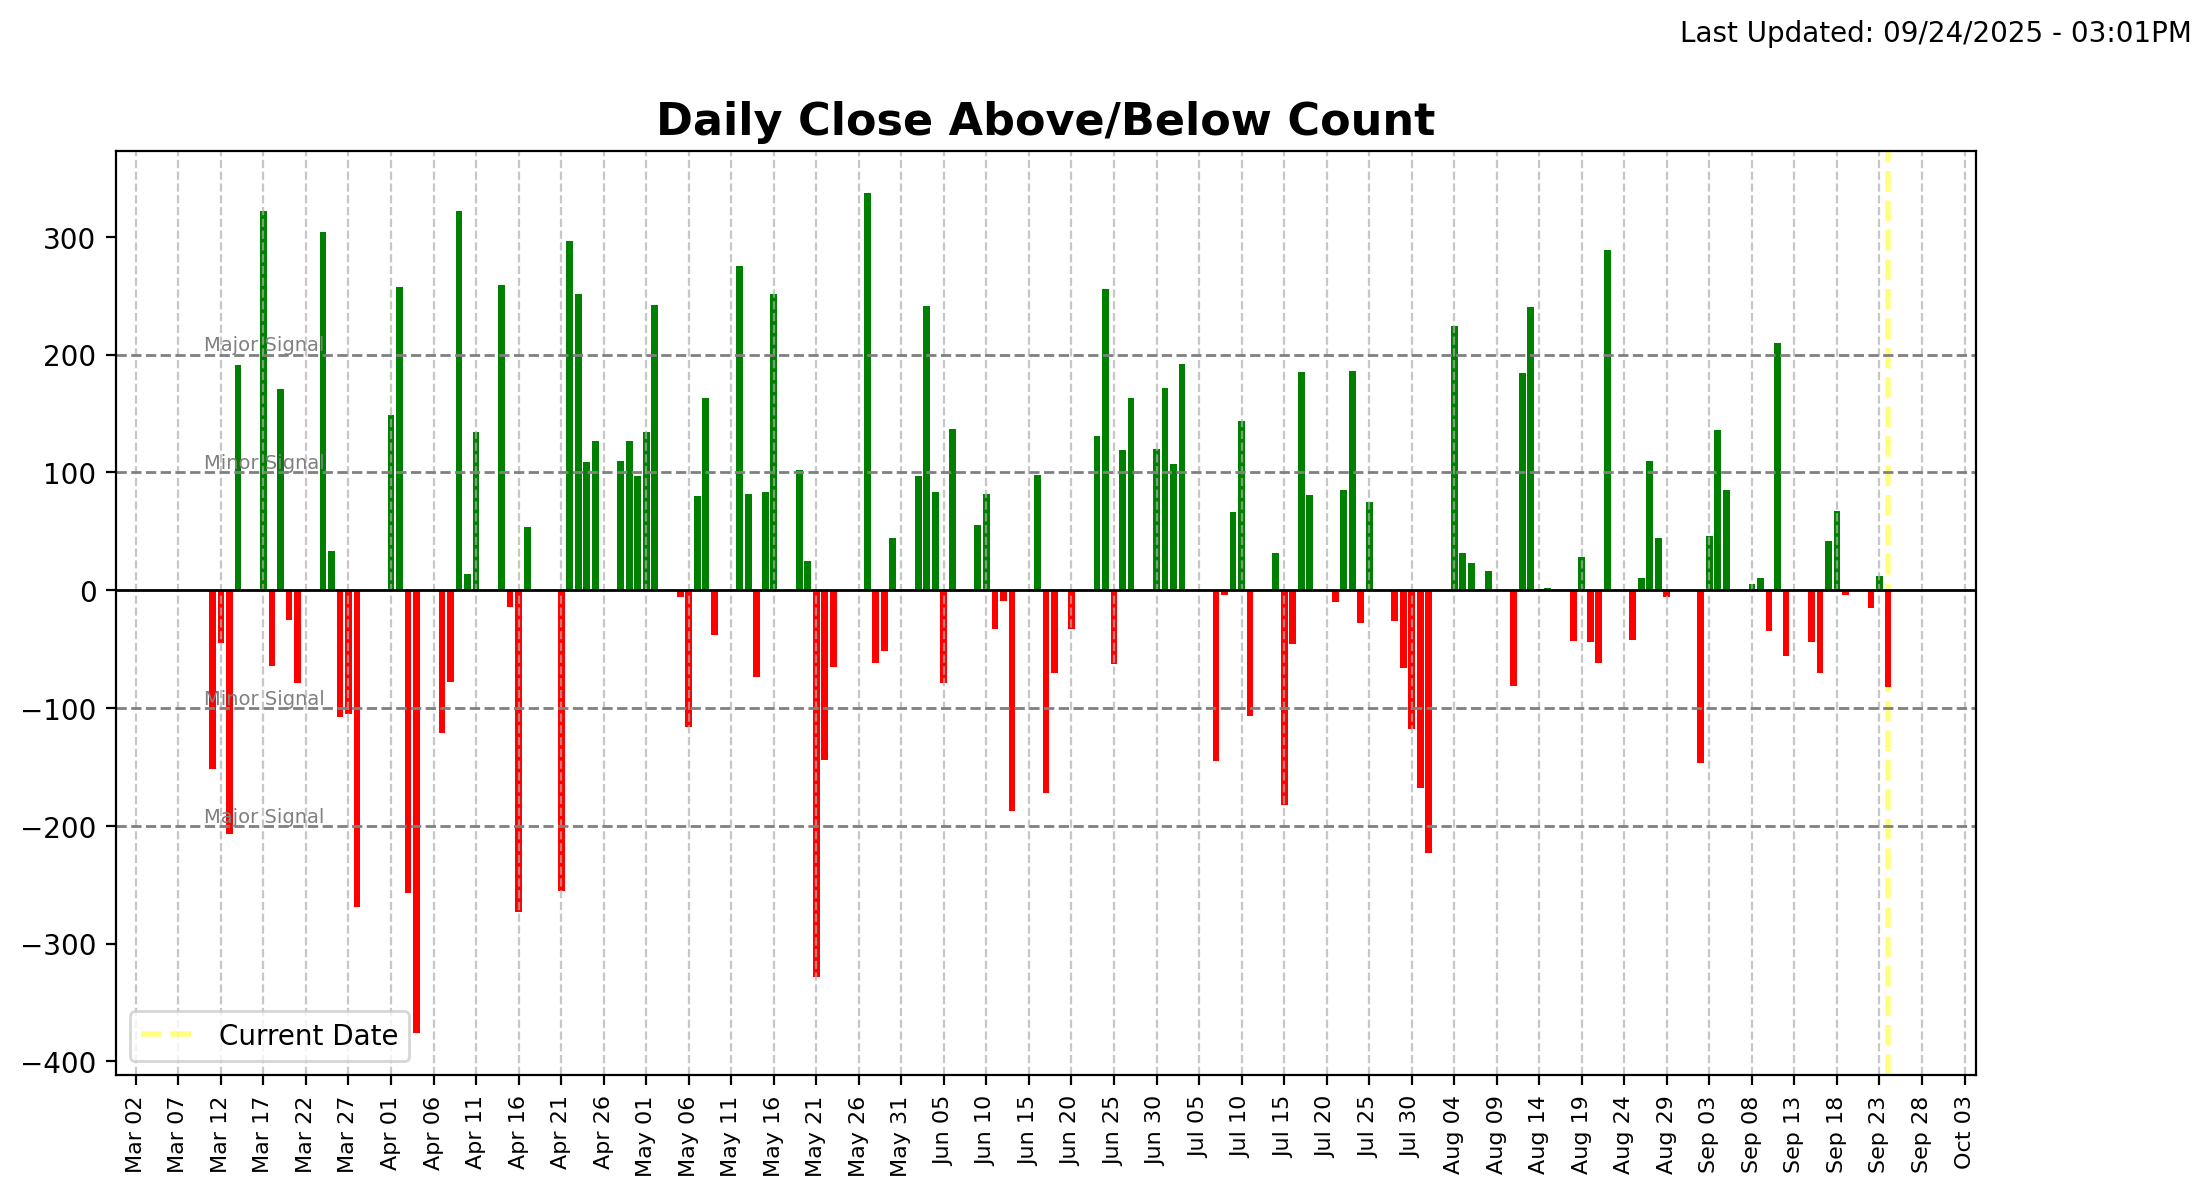 Last Updated: 09/24/2025 - 03:01PM
Daily Close Above/Below Count
300
200
100
0
−100
−200
−300
−400
Major Signal
Minor Signal
Minor Signal
Major Signal
Current Date
Mar 02
Mar 07
Mar 12
Mar 17
Mar 22
Mar 27
Apr 01
Apr 06
Apr 11
Apr 16
Apr 21
Apr 26
May 01
May 06
May 11
May 16
May 21
May 26
May 31
Jun 05
Jun 10
Jun 15
Jun 20
Jun 25
Jun 30
Jul 05
Jul 10
Jul 15
Jul 20
Jul 25
Jul 30
Aug 04
Aug 09
Aug 14
Aug 19
Aug 24
Aug 29
Sep 03
Sep 08
Sep 13
Sep 18
Sep 23
Sep 28
Oct 03